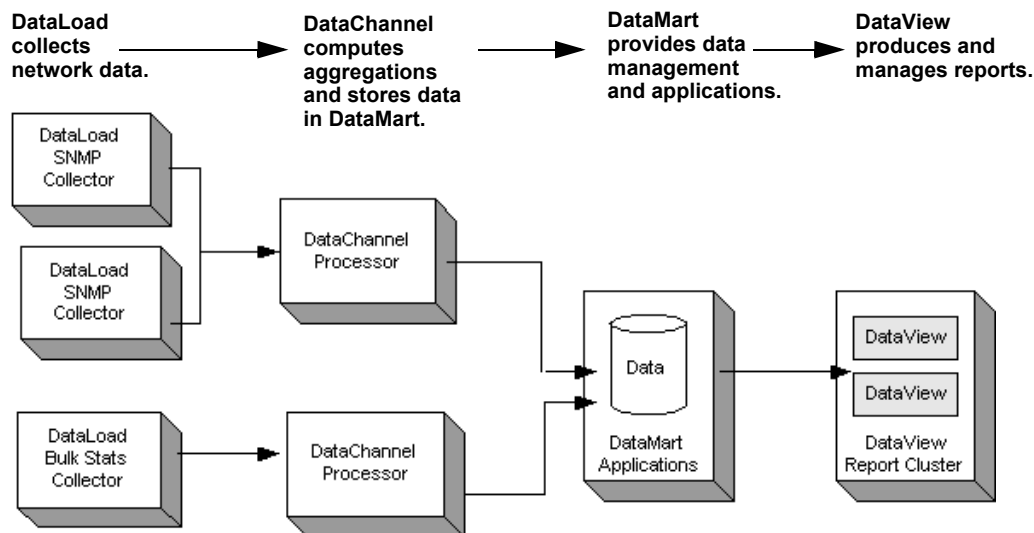 DataLoad
collects
network data.
DataChannel
computes
aggregations
and stores data
in DataMart.
DataMart
provides data
management
and applications.
DataView
produces and
manages reports.
DataLoad
SNMP
Collector
DataLoad
SNMP
Collector
DataChannel
Processor
DataLoad
Bulk Stats
Collector
DataChannel
Processor
Data
DataMart
Applications
DataView
DataView
DataView
Report Cluster